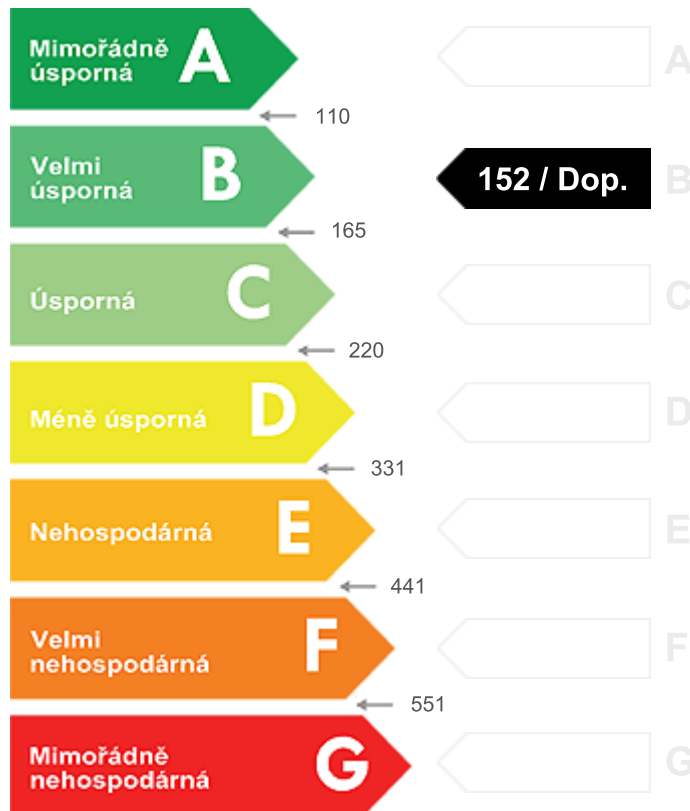 Mimořádně
úsporná
A
A
110
Velmi
úsporná
B
152 / Dop.
B
165
Úsporná
C
C
220
Méně úsporná
D
D
331
Nehospodárná
E
E
441
Velmi
nehospodárná
F
F
551
Mimořádně
nehospodárná
G
G